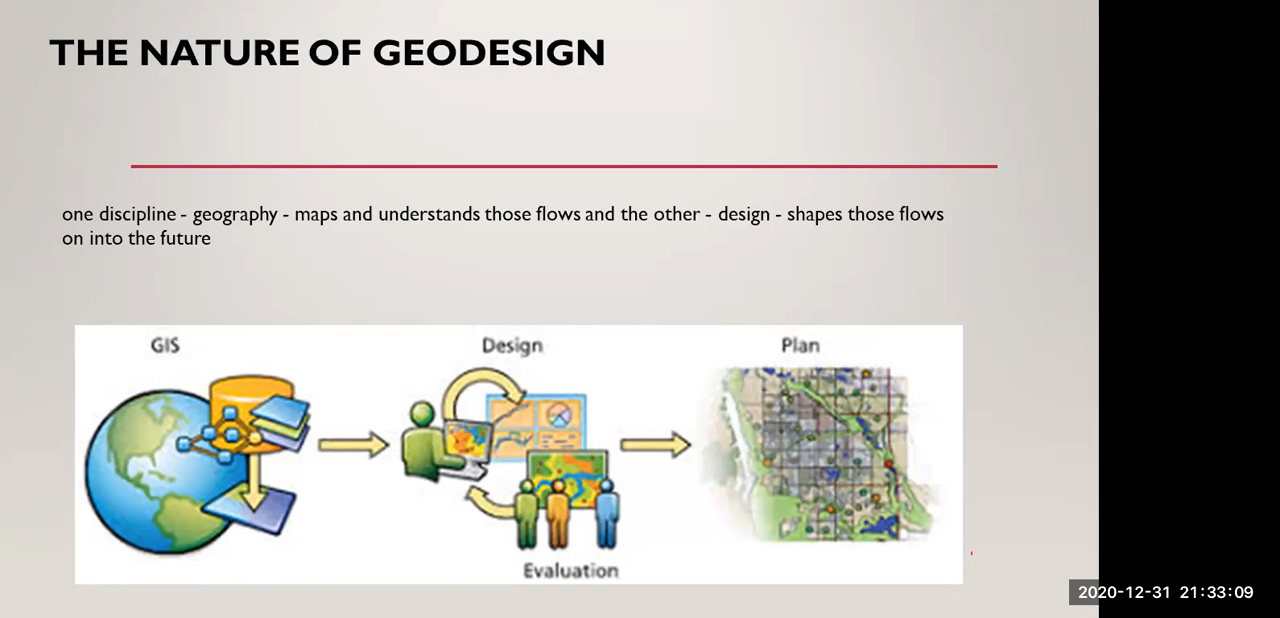 THE NATURE OF GEODESIGN
one discipline - geography - maps and understands those flows and the other - design - shapes those flows
on into the future
GIS
Design
Plan
Evaluation
2020-12-31 21:33:09